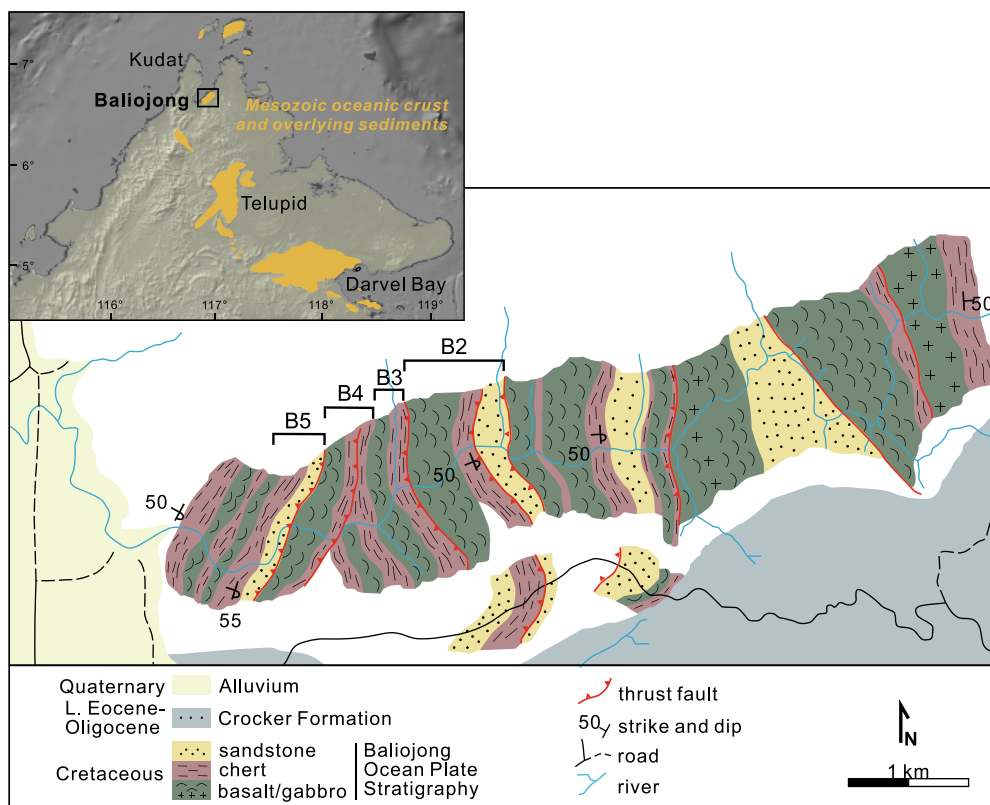 Kudat
Baliojong
Mesozoic oceanic crust
and overlying sediments
Telupid
Darvel Bay
7°
6°
5°
116°
117°
118°
119°
B2
B3
B4
B5
50
50
50
50
55
Quaternary
Alluvium
L. Eocene-
Oligocene
Crocker Formation
Cretaceous
sandstone
chert
basalt/gabbro
Baliojong
Ocean Plate
Stratigraphy
thrust fault
50 strike and dip
road
river
N
1 km